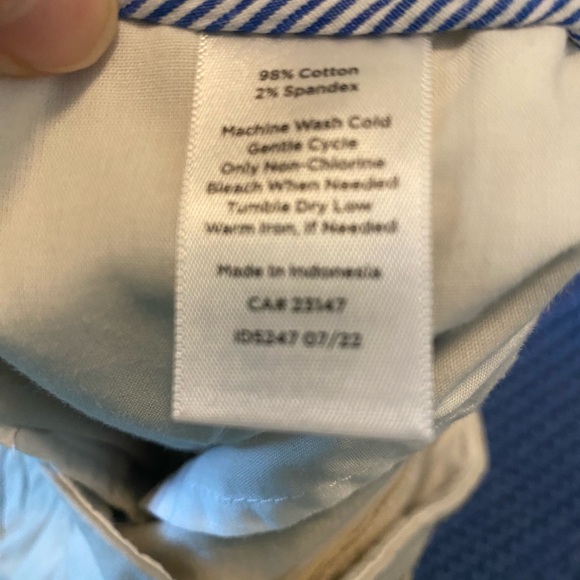 98% Cotton
2% Spandex
Machine Wash Cold
Gentle Cycle
Only Non-Chlorine
Bleach When Needed
Tumble Dry Low
Warm Iron, If Needed
Made In Indonesia
CA# 23147
ID5247 07/22